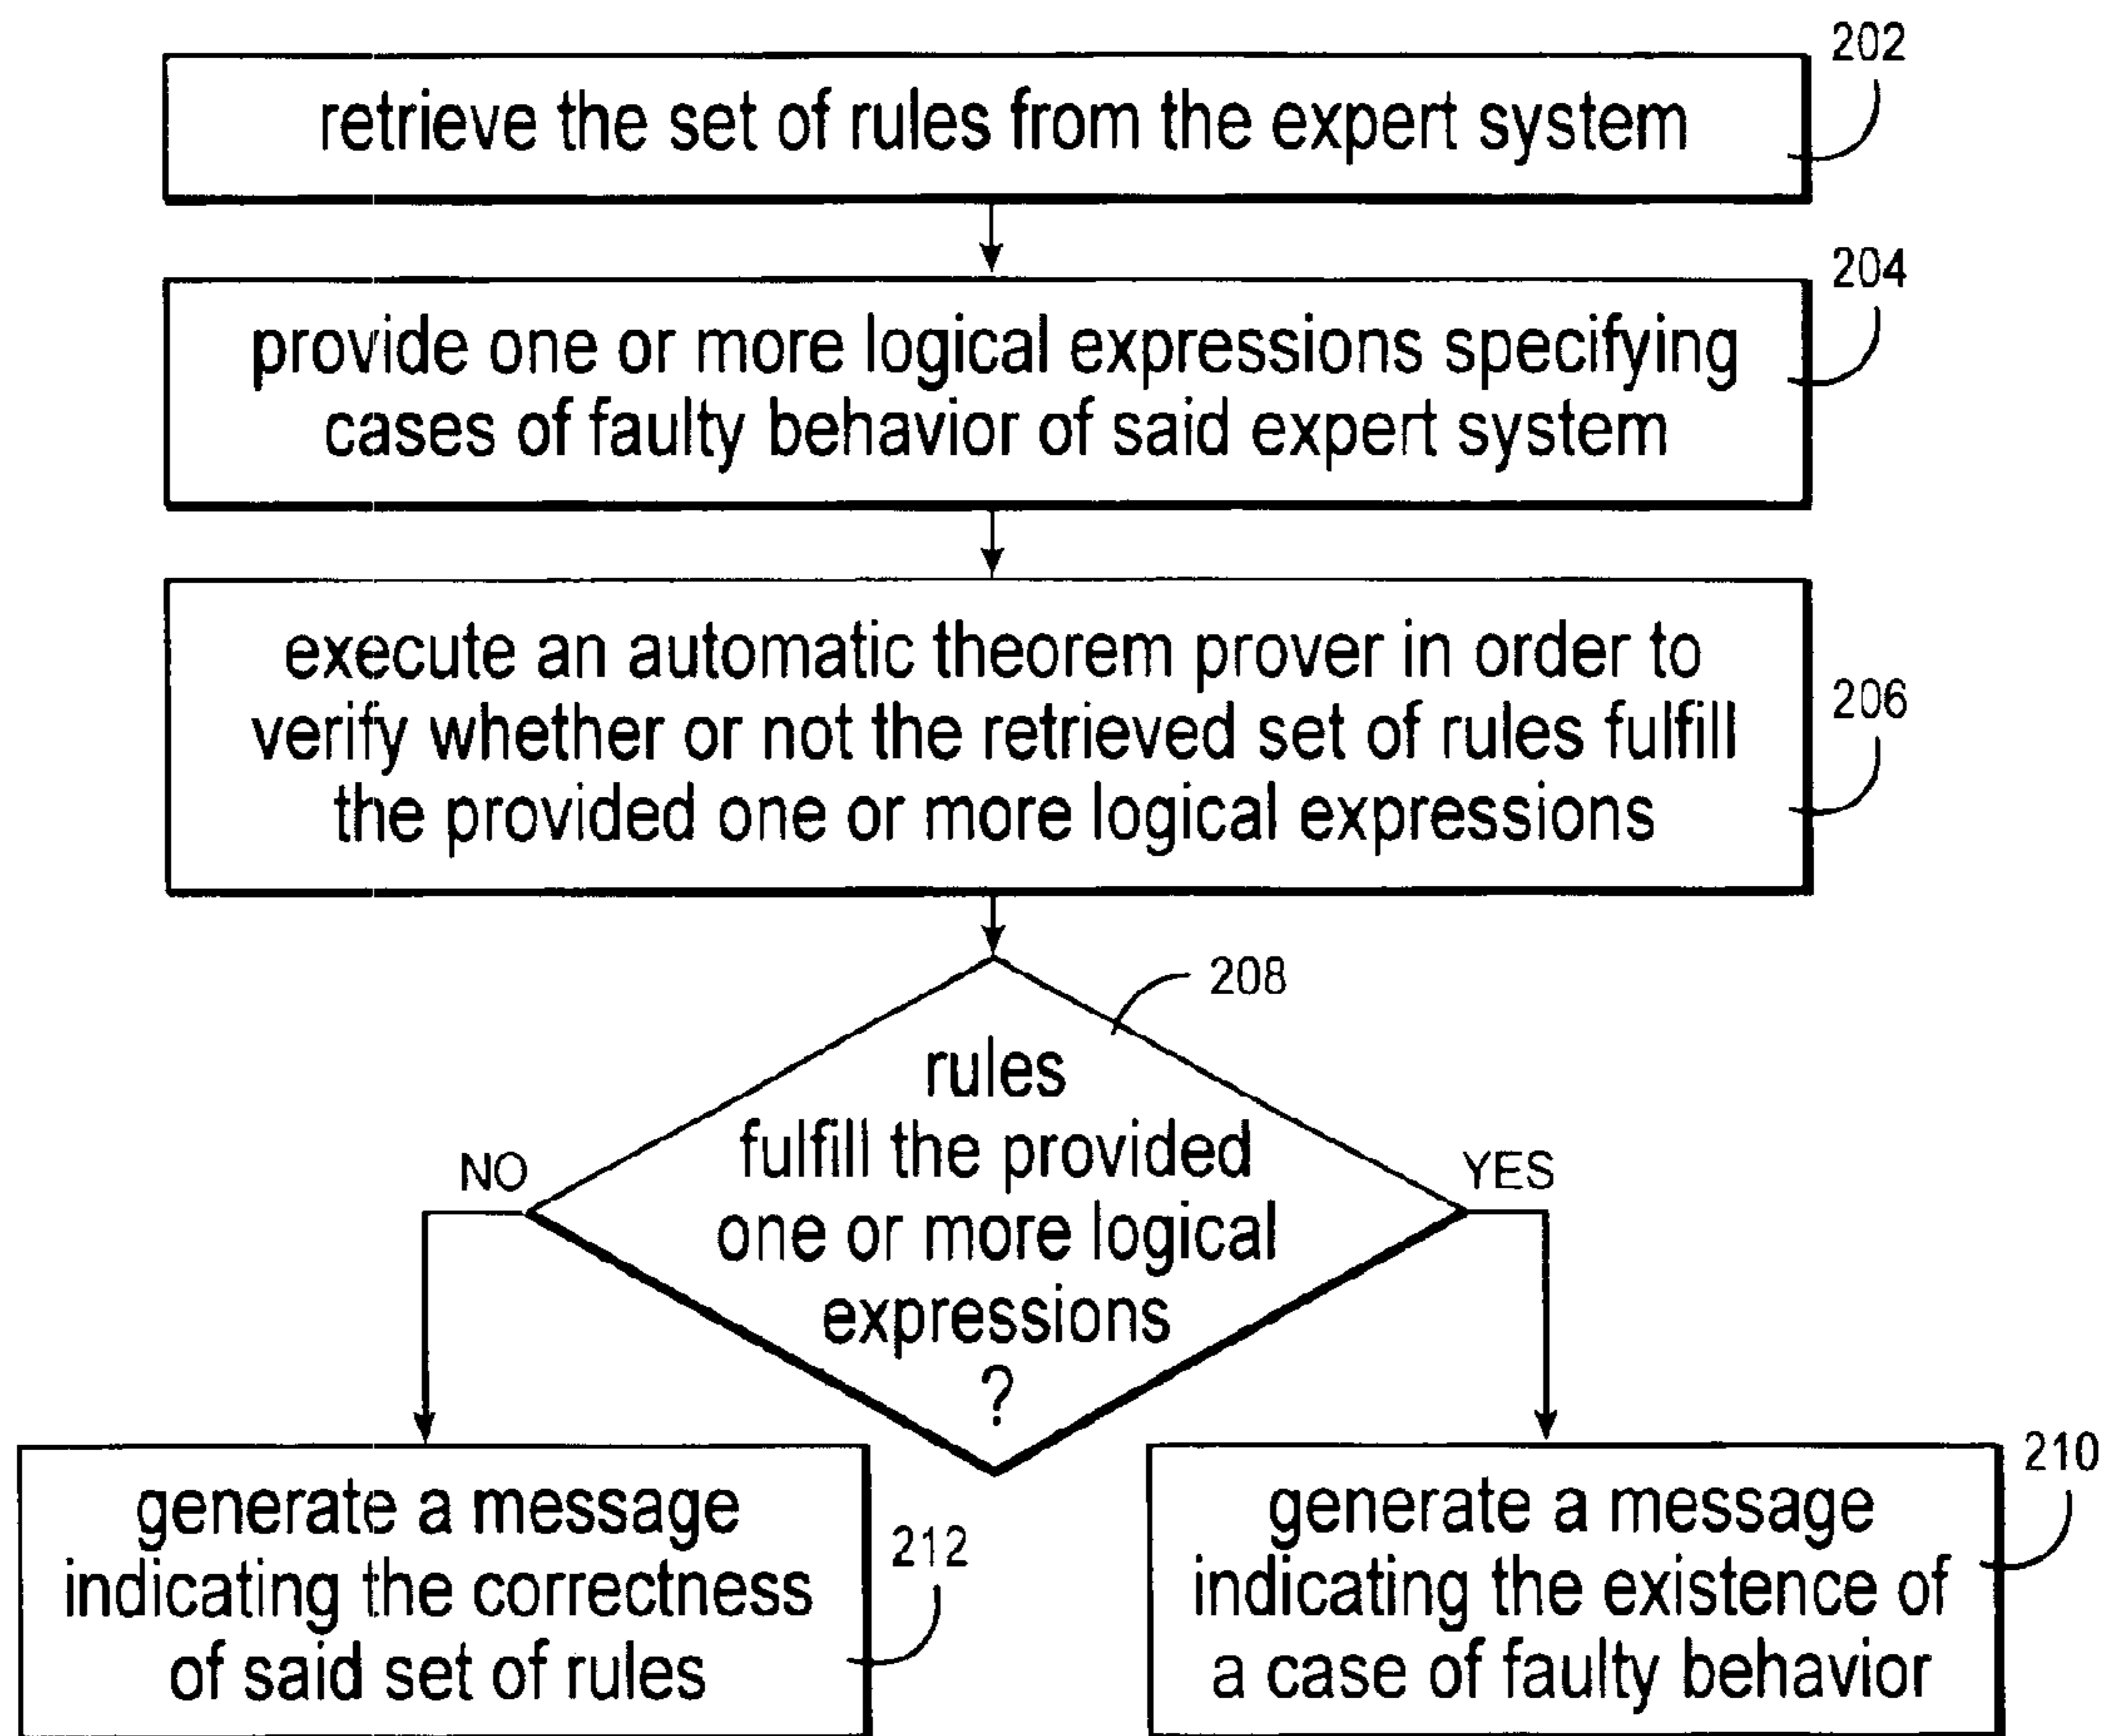 202
retrieve the set of rules from the expert system
204
provide one or more logical expressions specifying
cases of faulty behavior of said expert system
execute an automatic theorem prover in order to
verify whether or not the retrieved set of rules fulfill
the provided one or more logical expressions
206
208
rules
fulfill the provided
one or more logical
expressions
?
NO
YES
generate a message
indicating the correctness
of said set of rules
212
generate a message
indicating the existence of
a case of faulty behavior
210